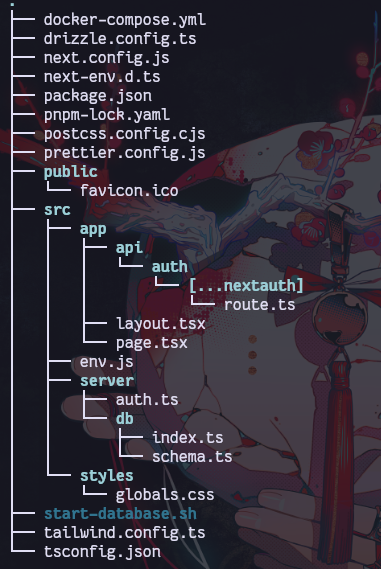 .
├── docker-compose.yml
├── drizzle.config.ts
├── next.config.js
├── next-env.d.ts
├── package.json
├── pnpm-lock.yaml
├── postcss.config.cjs
├── prettier.config.js
├── public
│   └── favicon.ico
├── src
│   ├── app
│   │   ├── api
│   │   │   └── auth
│   │   │       └── [...nextauth]
│   │   │           └── route.ts
│   │   ├── layout.tsx
│   │   └── page.tsx
│   ├── env.js
│   ├── server
│   │   ├── auth.ts
│   │   └── db
│   │       ├── index.ts
│   │       └── schema.ts
│   └── styles
│       └── globals.css
├── start-database.sh
├── tailwind.config.ts
└── tsconfig.json